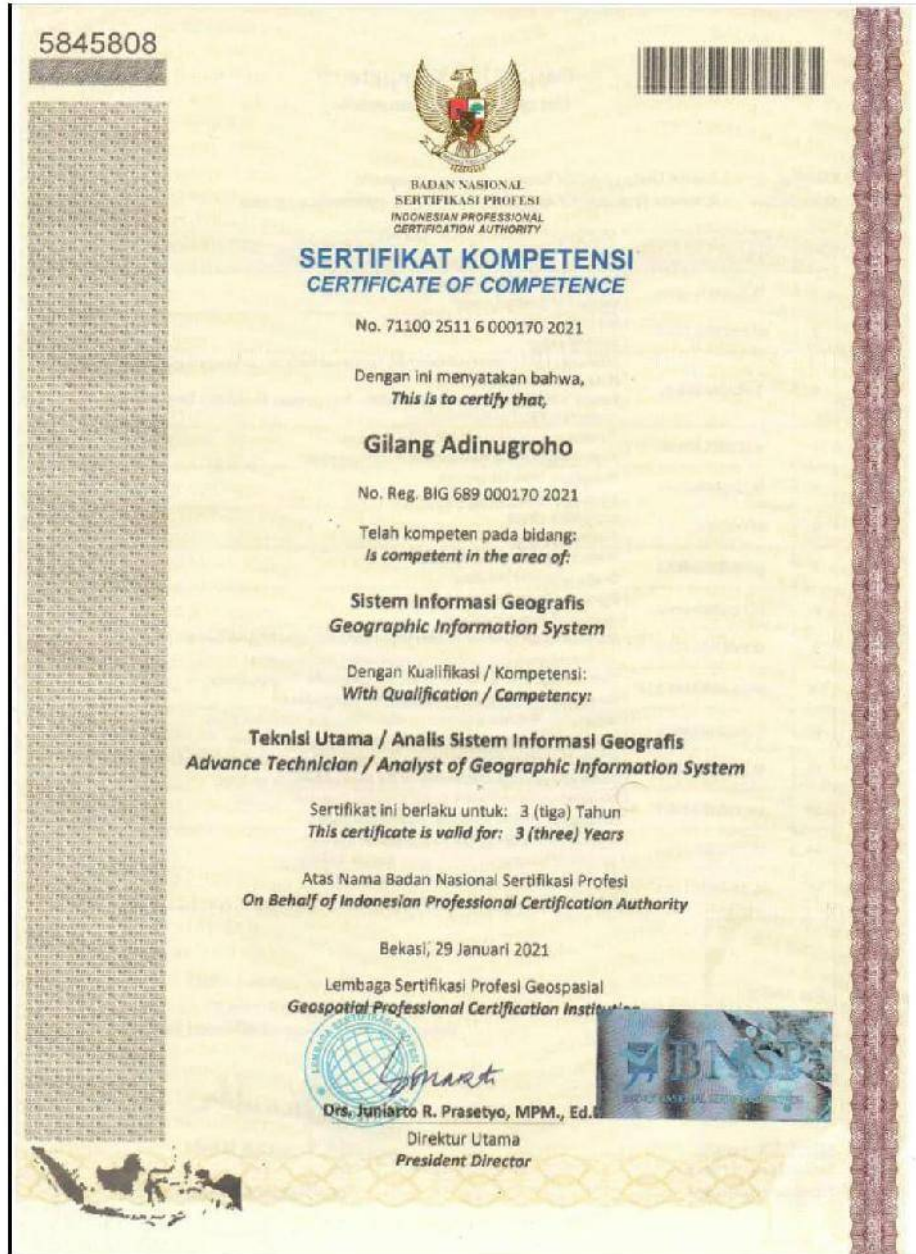 5845808
BADAN NASIONAL
SERTIFIKASI PROFESI
INDONESIAN PROFESSIONAL
CERTIFICATION AUTHORITY
SERTIFIKAT KOMPETENSI
CERTIFICATE OF COMPETENCE
No. 71100 2511 6 000170 2021
Dengan ini menyatakan bahwa,
This is to certify that,
Gilang Adinugroho
No. Reg. BIG 689 000170 2021
Telah kompeten pada bidang:
Is competent in the area of:
Sistem Informasi Geografis
Geographic Information System
Dengan Kualifikasi / Kompetensi:
With Qualification / Competency:
Teknisi Utama / Analis Sistem Informasi Geografis
Advance Technician / Analyst of Geographic Information System
Sertifikat ini berlaku untuk: 3 (tiga) Tahun
This certificate is valid for: 3 (three) Years
Atas Nama Badan Nasional Sertifikasi Profesi
On Behalf of Indonesian Professional Certification Authority
Bekasi, 29 Januari 2021
Lembaga Sertifikasi Profesi Geospasial
Geospatial Professional Certification Institution
LEMBAGA SERTIFIKASI PROFESI
BNSP
Drs. Juniarto R. Prasetyo, MPM., Ed.
Direktur Utama
President Director